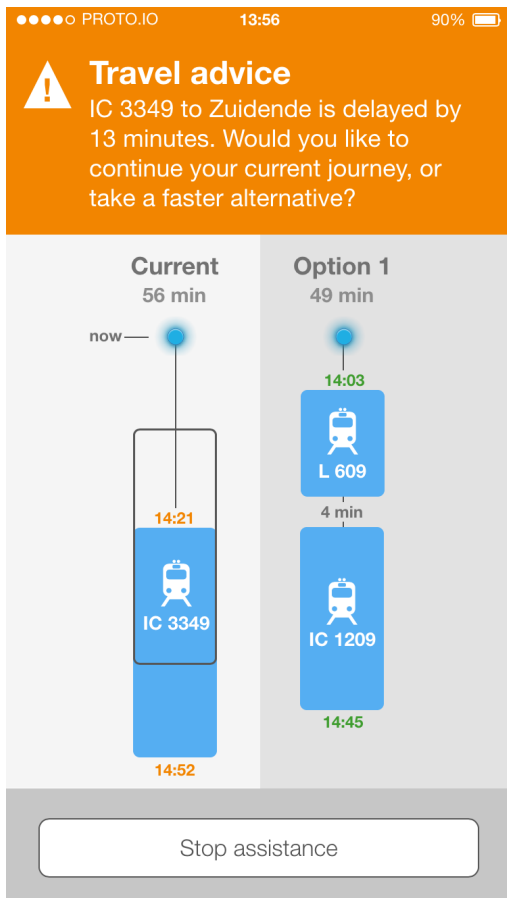 PROTO.IO 13:56 90%
Travel advice
IC 3349 to Zuidende is delayed by
13 minutes. Would you like to
continue your current journey, or
take a faster alternative?
Current
56 min
now
14:21
IC 3349
14:52
Option 1
49 min
14:03
L 609
4 min
IC 1209
14:45
Stop assistance